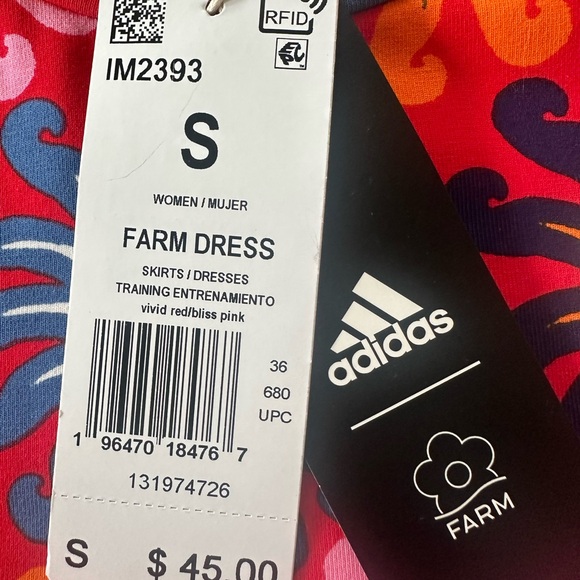 RFID
EPC
IM2393
S
WOMEN / MUJER
FARM DRESS
SKIRTS / DRESSES
TRAINING ENTRENAMIENTO
vivid red/bliss pink
36
680
UPC
1 96470 18476 7
131974726
S $ 45.00
adidas
FARM